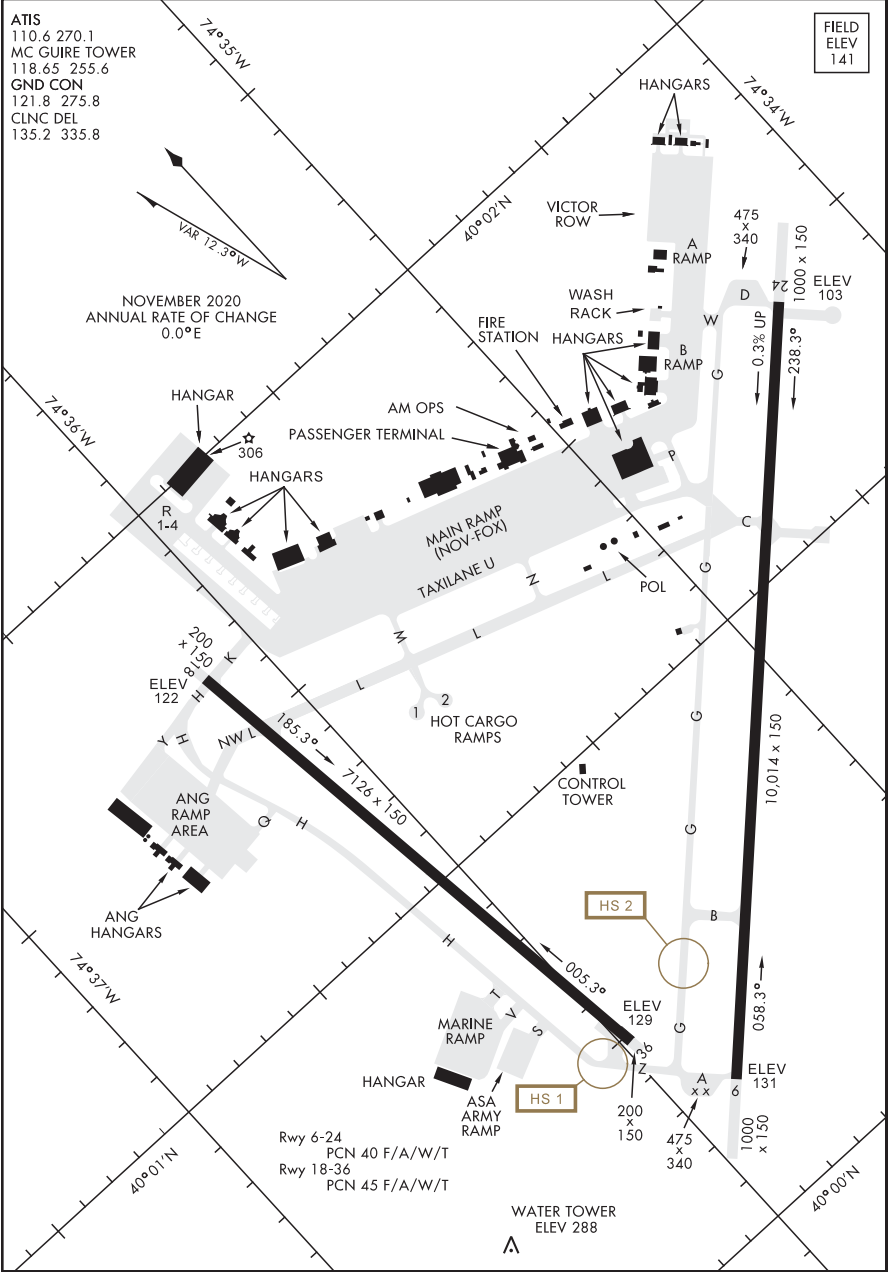 ATIS
110.6 270.1
MC GUIRE TOWER
118.65 255.6
GND CON
121.8 275.8
CLNC DEL
135.2 335.8
FIELD
ELEV
141
74°35'W
74°34'W
HANGARS
VAR 12.3°W
40°02'N
VICTOR
ROW
A
RAMP
475
x
340
1000 x 150
D
24
ELEV
103
NOVEMBER 2020
ANNUAL RATE OF CHANGE
0.0°E
WASH
RACK
W
FIRE
STATION
HANGARS
B
RAMP
0.3% UP
238.3°
G
HANGAR
74°36'W
AM OPS
PASSENGER TERMINAL
306
HANGARS
P
R
1-4
MAIN RAMP
(NOV-FOX)
C
TAXILANE U
N
L
G
POL
200
x 150
M
L
K
18
ELEV
122
H
L
2
1
HOT CARGO
RAMPS
G
185.3°
Y
H
NW L
7126 x 150
10,014 x 150
CONTROL
TOWER
ANG
RAMP
AREA
Q
H
G
HS 2
B
ANG
HANGARS
H
74°37'W
005.3°
058.3°
T
V
S
ELEV
129
G
MARINE
RAMP
36
Z
HANGAR
HS 1
A
x x
6
ELEV
131
ASA
ARMY
RAMP
200
x
150
475
x
340
1000
x 150
Rwy 6-24
PCN 40 F/A/W/T
Rwy 18-36
PCN 45 F/A/W/T
40°01'N
40°00'N
WATER TOWER
ELEV 288